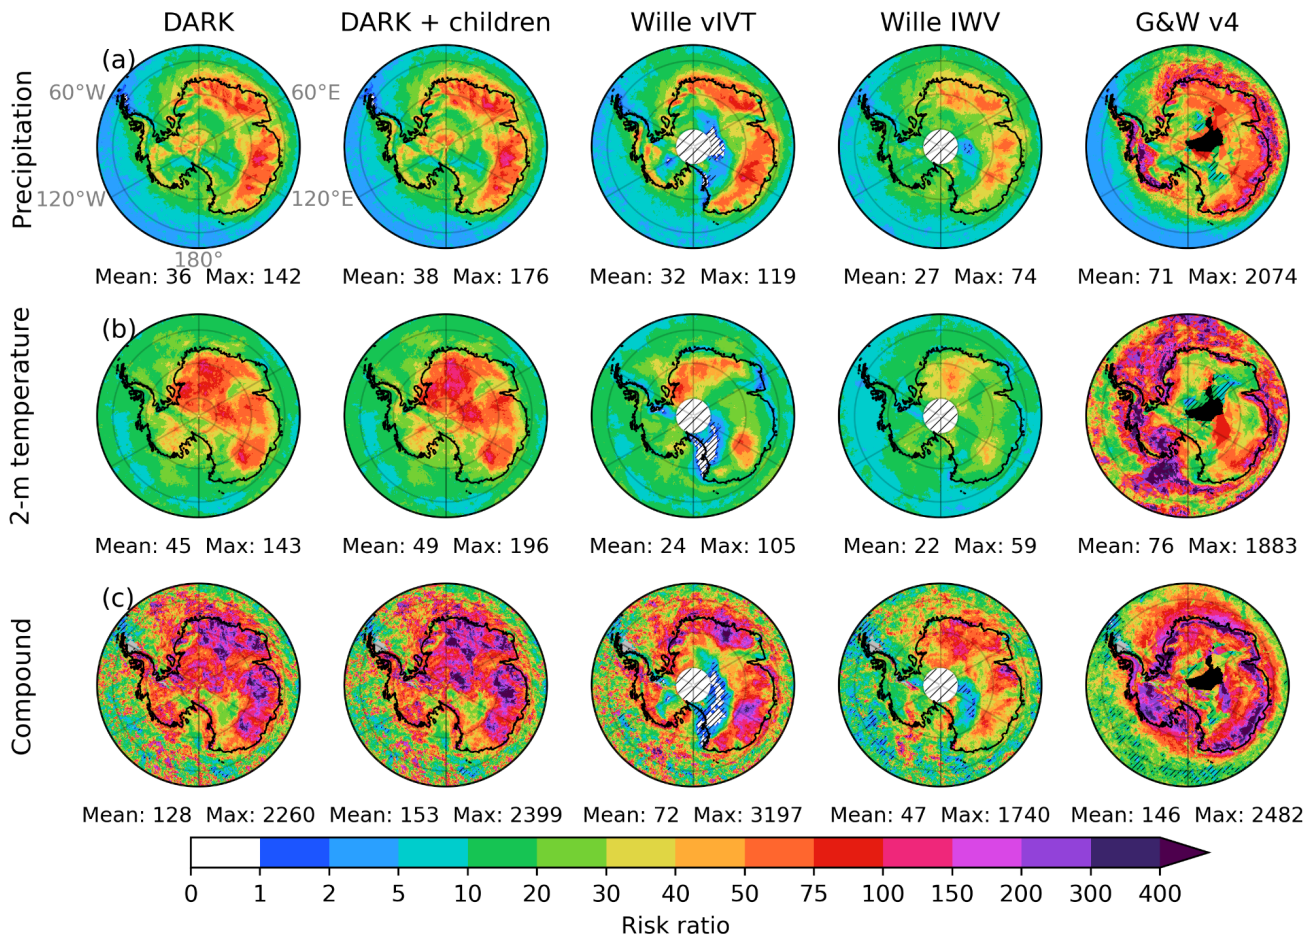 DARK
DARK + children
Wille vIVT
Wille IWV
G&W v4
Precipitation
(a)
60°W
60°E
120°W
120°E
180°
Mean: 36 Max: 142
Mean: 38 Max: 176
Mean: 32 Max: 119
Mean: 27 Max: 74
Mean: 71 Max: 2074
2-m temperature
(b)
Mean: 45 Max: 143
Mean: 49 Max: 196
Mean: 24 Max: 105
Mean: 22 Max: 59
Mean: 76 Max: 1883
Compound
(c)
Mean: 128 Max: 2260
Mean: 153 Max: 2399
Mean: 72 Max: 3197
Mean: 47 Max: 1740
Mean: 146 Max: 2482
0 1 2 5 10 20 30 40 50 75 100 150 200 300 400
Risk ratio